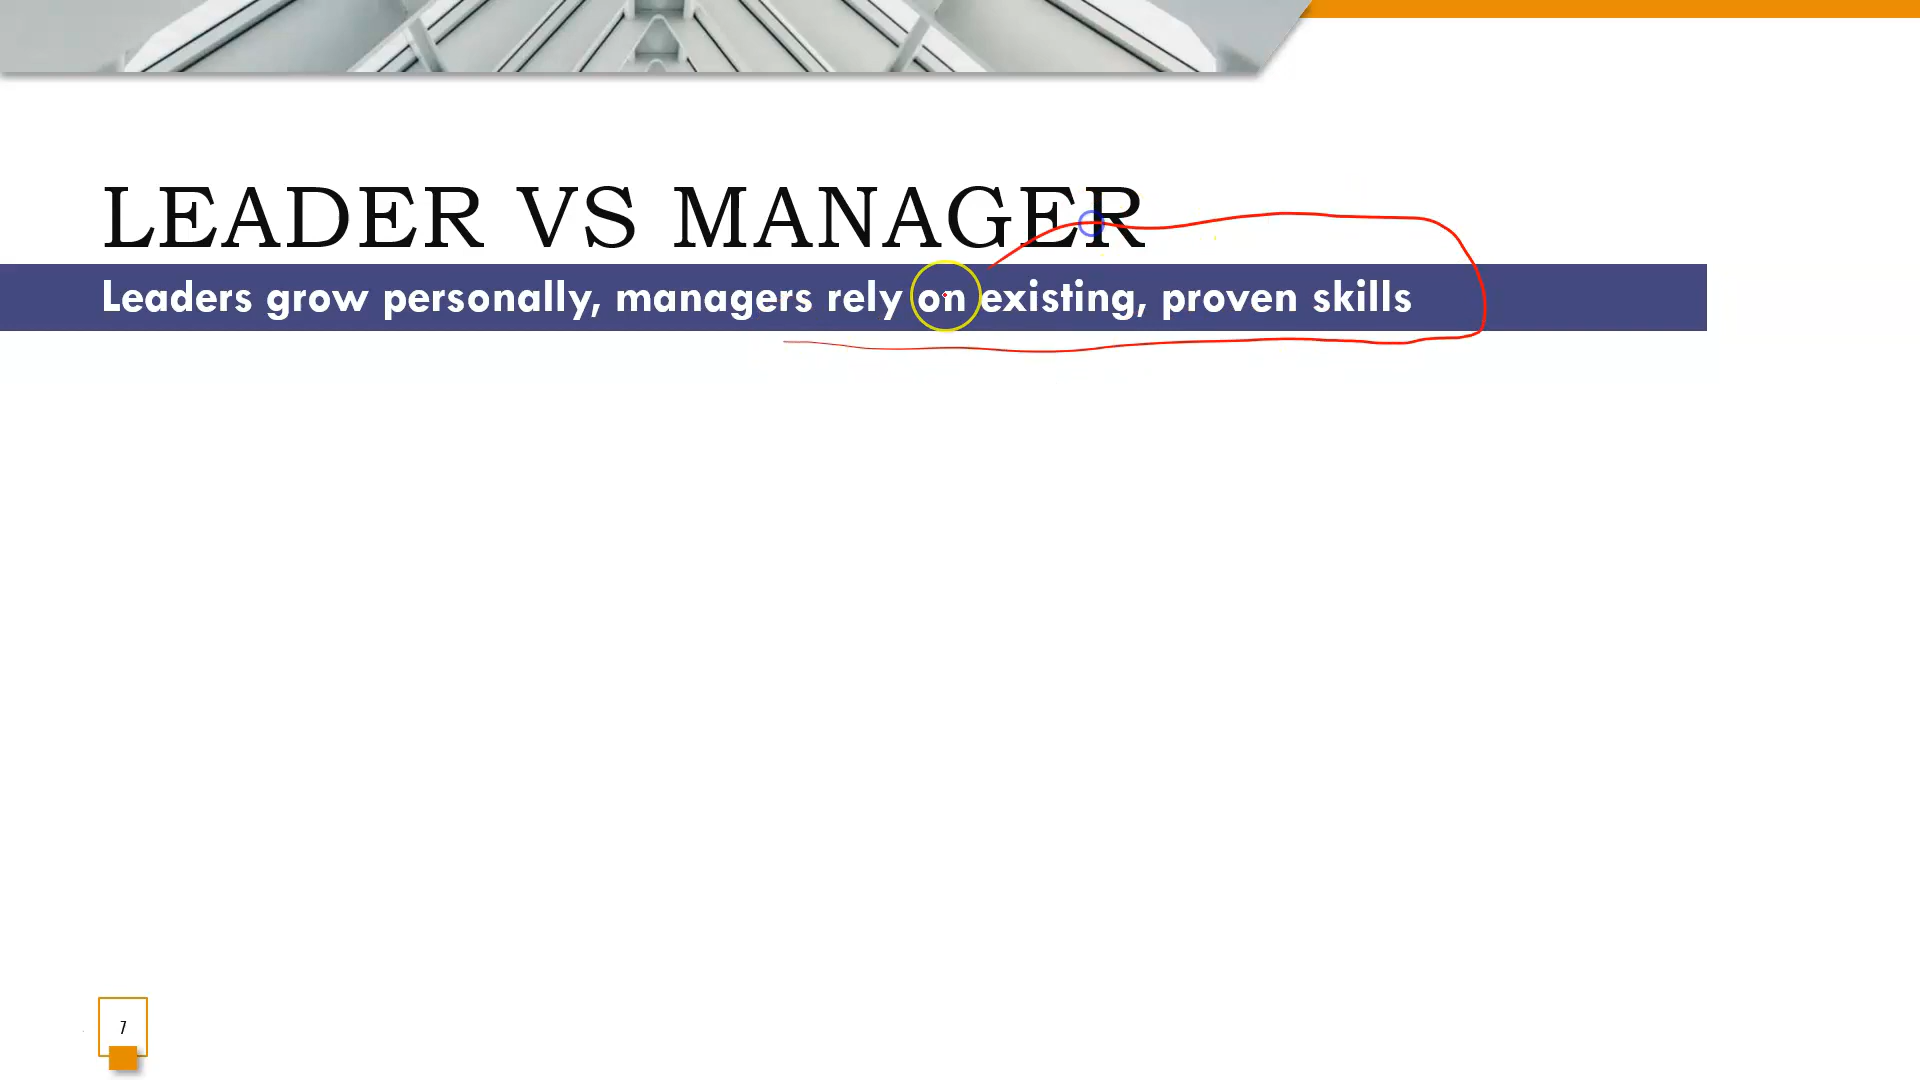 LEADER VS MANAGER
Leaders grow personally, managers rely on existing, proven skills
7